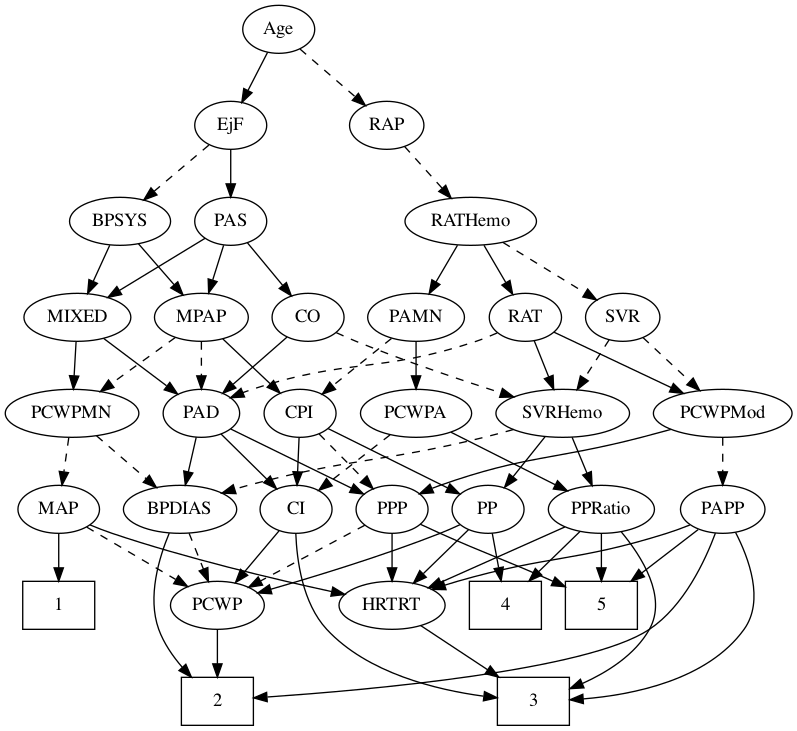 Age
EjF RAP
BPSYS PAS RATHemo
MIXED MPAP CO PAMN RAT SVR
PCWPMN PAD CPI PCWPA SVRHemo PCWPMod
MAP BPDIAS CI PPP PP PPRatio PAPP
1 PCWP HRTRT 4 5
2 3